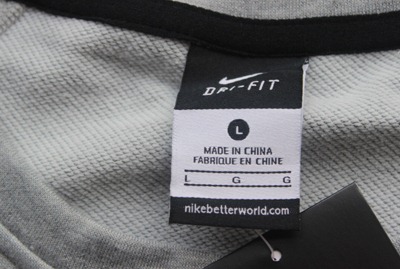 DRI-FIT
L
MADE IN CHINA
FABRIQUE EN CHINE
L G G
nikebetterworld.com